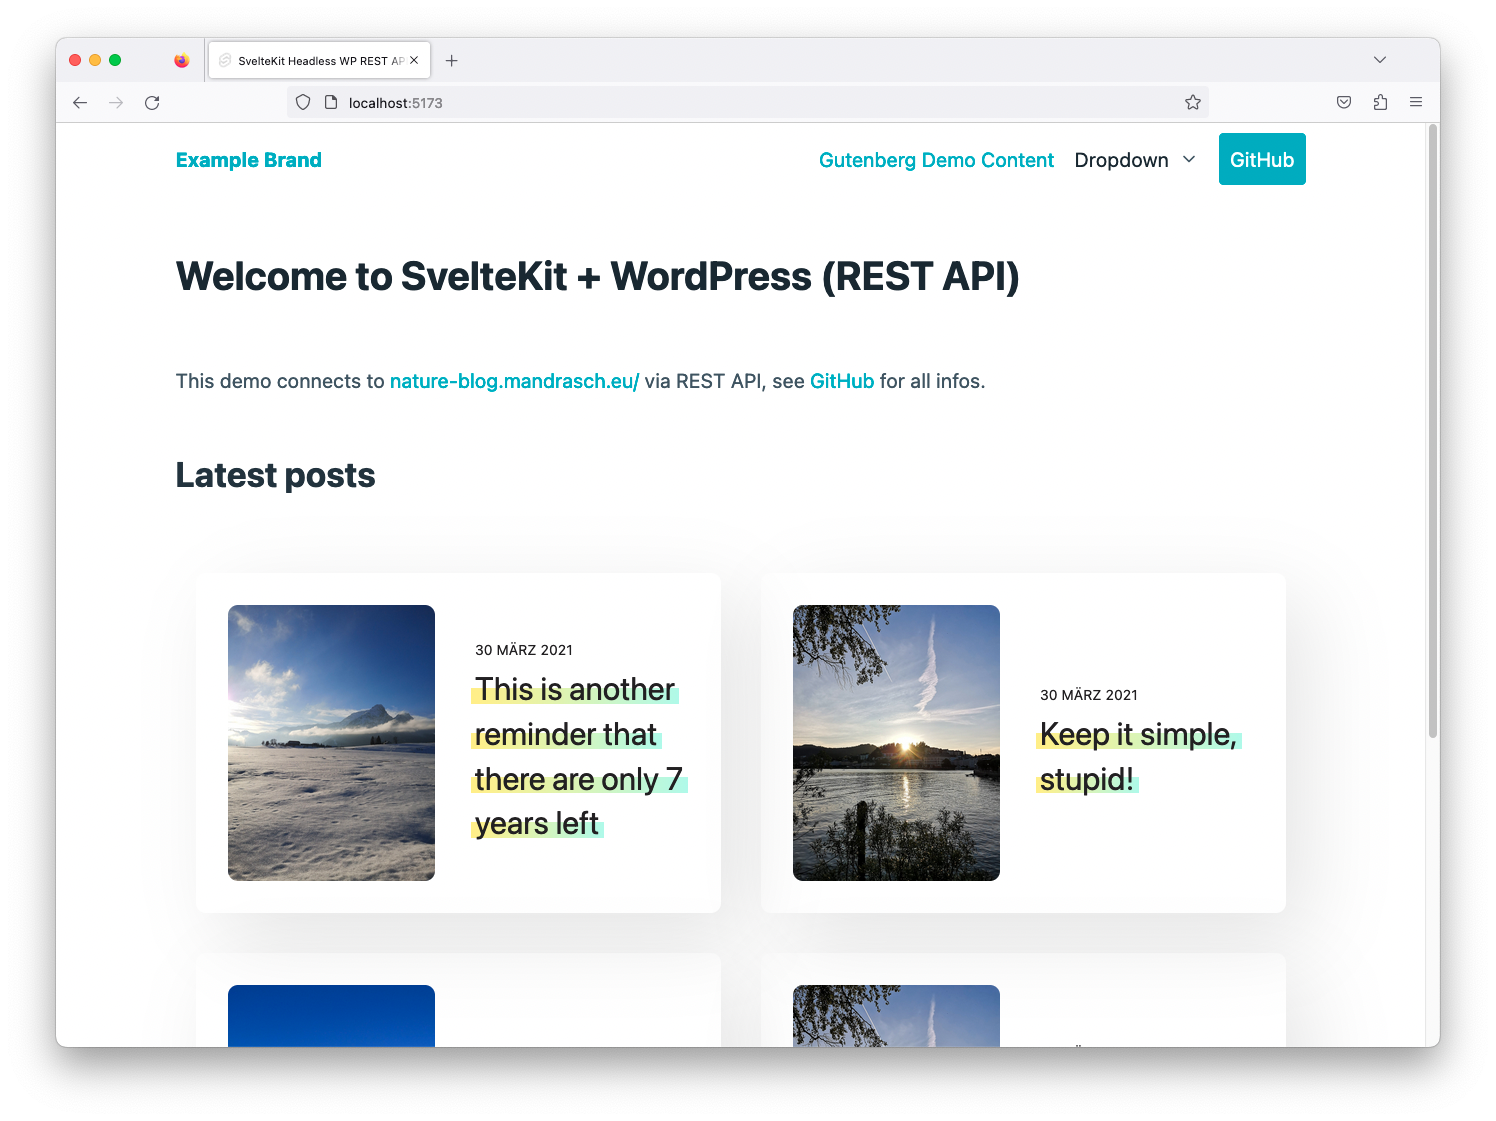 SvelteKit Headless WP REST AP
localhost:5173
Example Brand
Gutenberg Demo Content
Dropdown
GitHub
Welcome to SvelteKit + WordPress (REST API)
This demo connects to nature-blog.mandrasch.eu/ via REST API, see GitHub for all infos.
Latest posts
30 MÄRZ 2021
This is another
reminder that
there are only 7
years left
30 MÄRZ 2021
Keep it simple,
stupid!